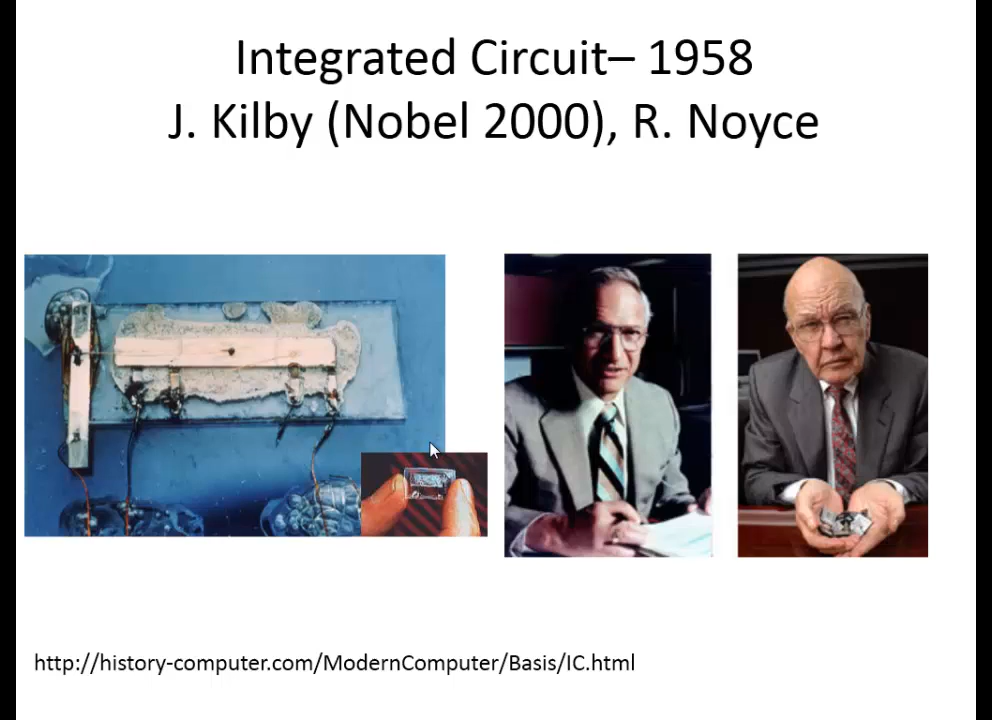 Integrated Circuit– 1958
J. Kilby (Nobel 2000), R. Noyce
http://history-computer.com/ModernComputer/Basis/IC.html